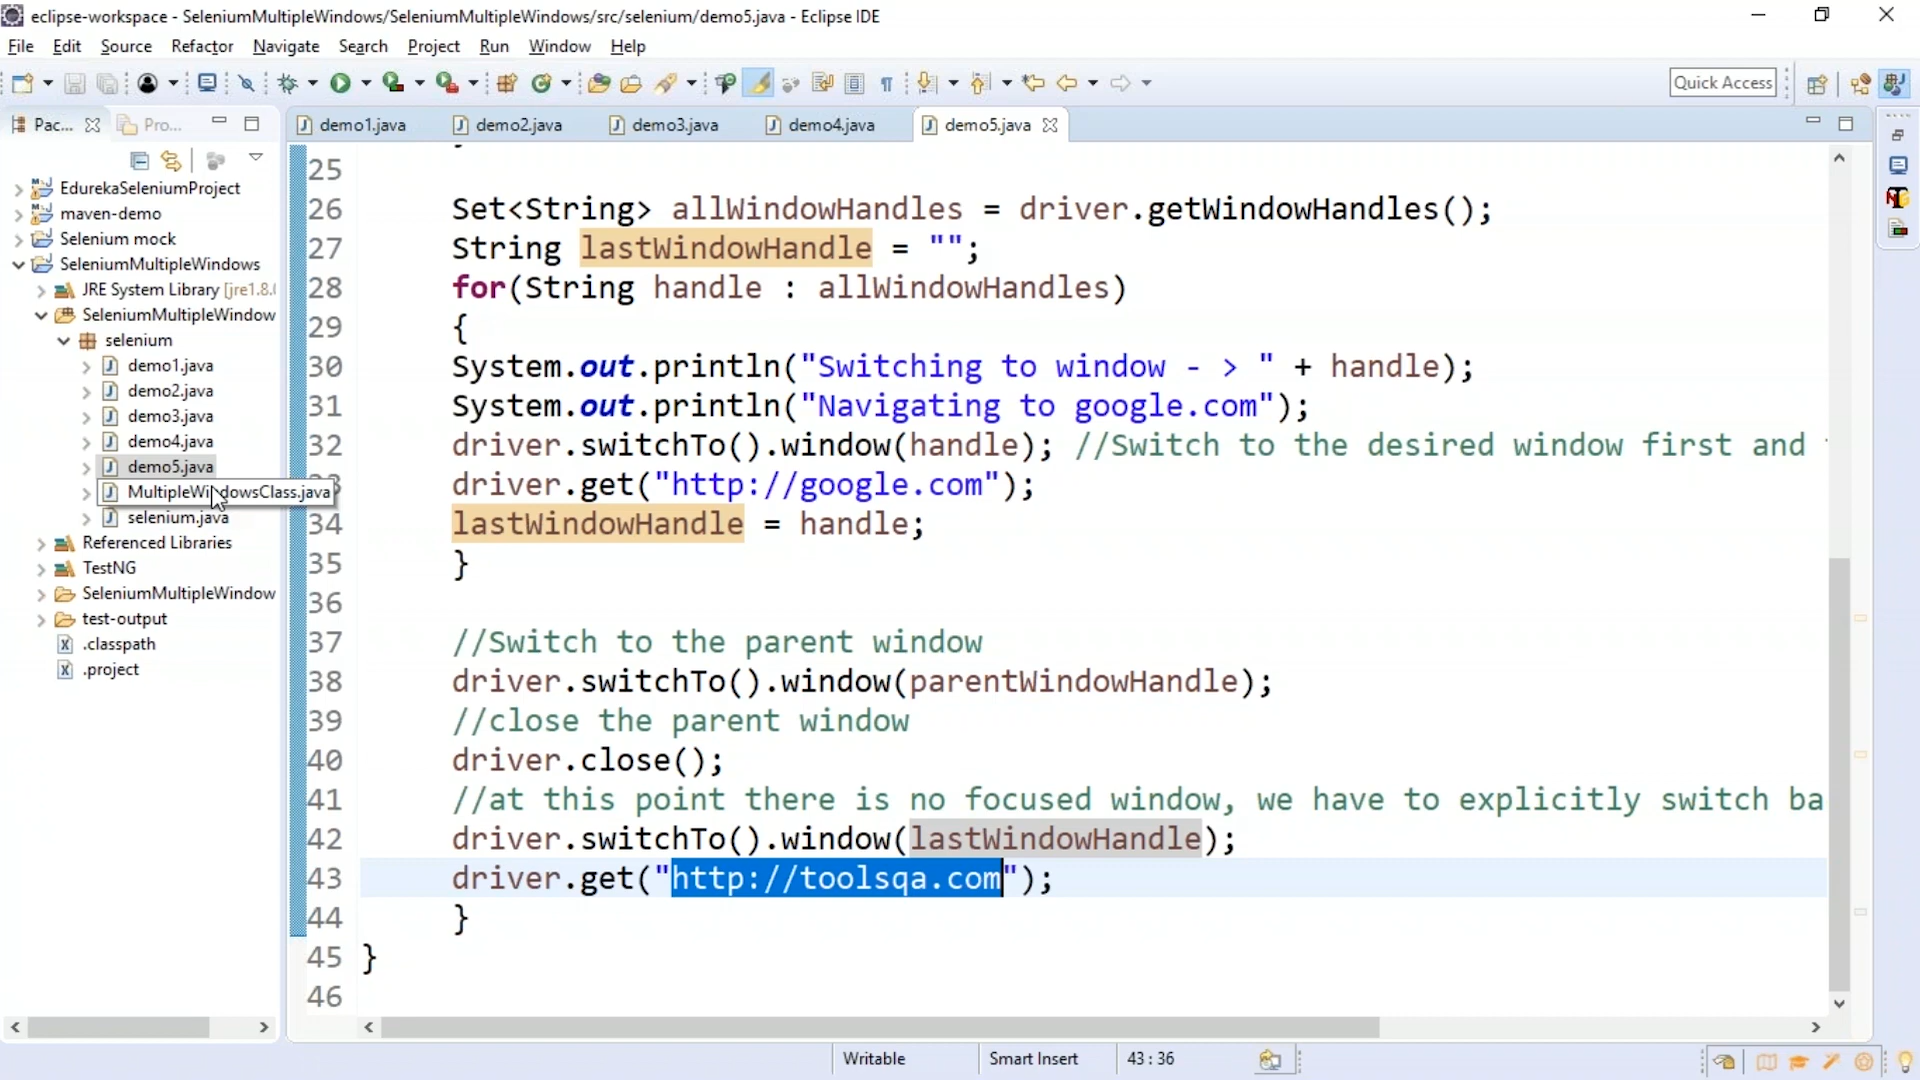 eclipse-workspace - SeleniumMultipleWindows/SeleniumMultipleWindows/src/selenium/demo5.java - Eclipse IDE
File Edit Source Refactor Navigate Search Project Run Window Help
Quick Access
Pac... Pro...
demo1.java demo2.java demo3.java demo4.java demo5.java
EdurekaSeleniumProject
maven-demo
Selenium mock
SeleniumMultipleWindows
JRE System Library [jre1.8.
SeleniumMultipleWindow
selenium
demo1.java
demo2.java
demo3.java
demo4.java
demo5.java
MultipleWindowsClass.java
selenium.java
Referenced Libraries
TestNG
SeleniumMultipleWindow
test-output
.classpath
.project
25
26 Set<String> allWindowHandles = driver.getWindowHandles();
27 String lastWindowHandle = "";
28 for(String handle : allWindowHandles)
29 {
30 System.out.println("Switching to window - > " + handle);
31 System.out.println("Navigating to google.com");
32 driver.switchTo().window(handle); //Switch to the desired window first and
driver.get("http://google.com");
34 lastWindowHandle = handle;
35 }
36
37 //Switch to the parent window
38 driver.switchTo().window(parentWindowHandle);
39 //close the parent window
40 driver.close();
41 //at this point there is no focused window, we have to explicitly switch ba
42 driver.switchTo().window(lastWindowHandle);
43 driver.get("http://toolsqa.com");
44 }
45 }
46
Writable Smart Insert 43 : 36